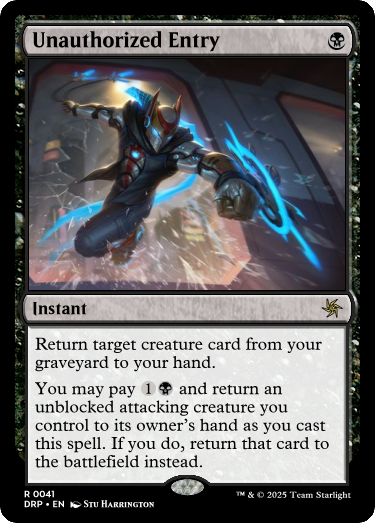 Unauthorized Entry
Instant
Return target creature card from your
graveyard to your hand.
You may pay 1 and return an
unblocked attacking creature you
control to its owner's hand as you cast
this spell. If you do, return that card to
the battlefield instead.
R 0041
DRP • EN Stu Harrington
™ & © 2025 Team Starlight